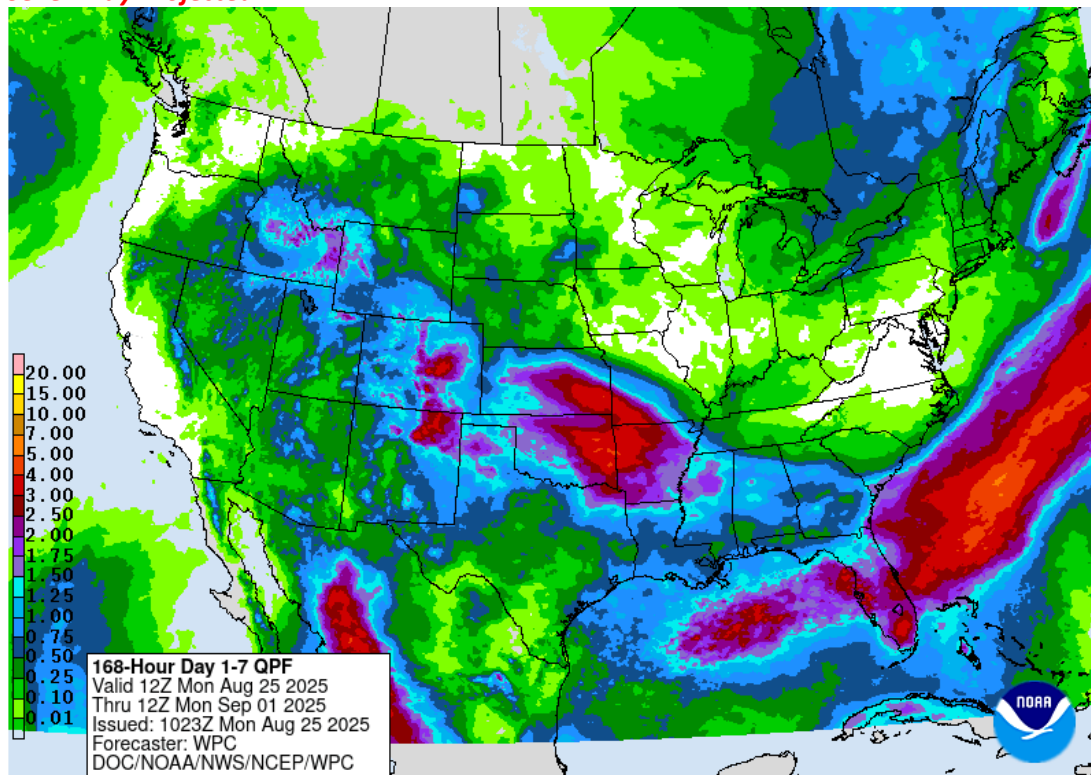 20.00
15.00
10.00
7.00
5.00
4.00
3.00
2.50
2.00
1.75
1.50
1.25
1.00
0.75
0.50
0.25
0.10
0.01
168-Hour Day 1-7 QPF
Valid 12Z Mon Aug 25 2025
Thru 12Z Mon Sep 01 2025
Issued: 1023Z Mon Aug 25 2025
Forecaster: WPC
DOC/NOAA/NWS/NCEP/WPC
NOAA